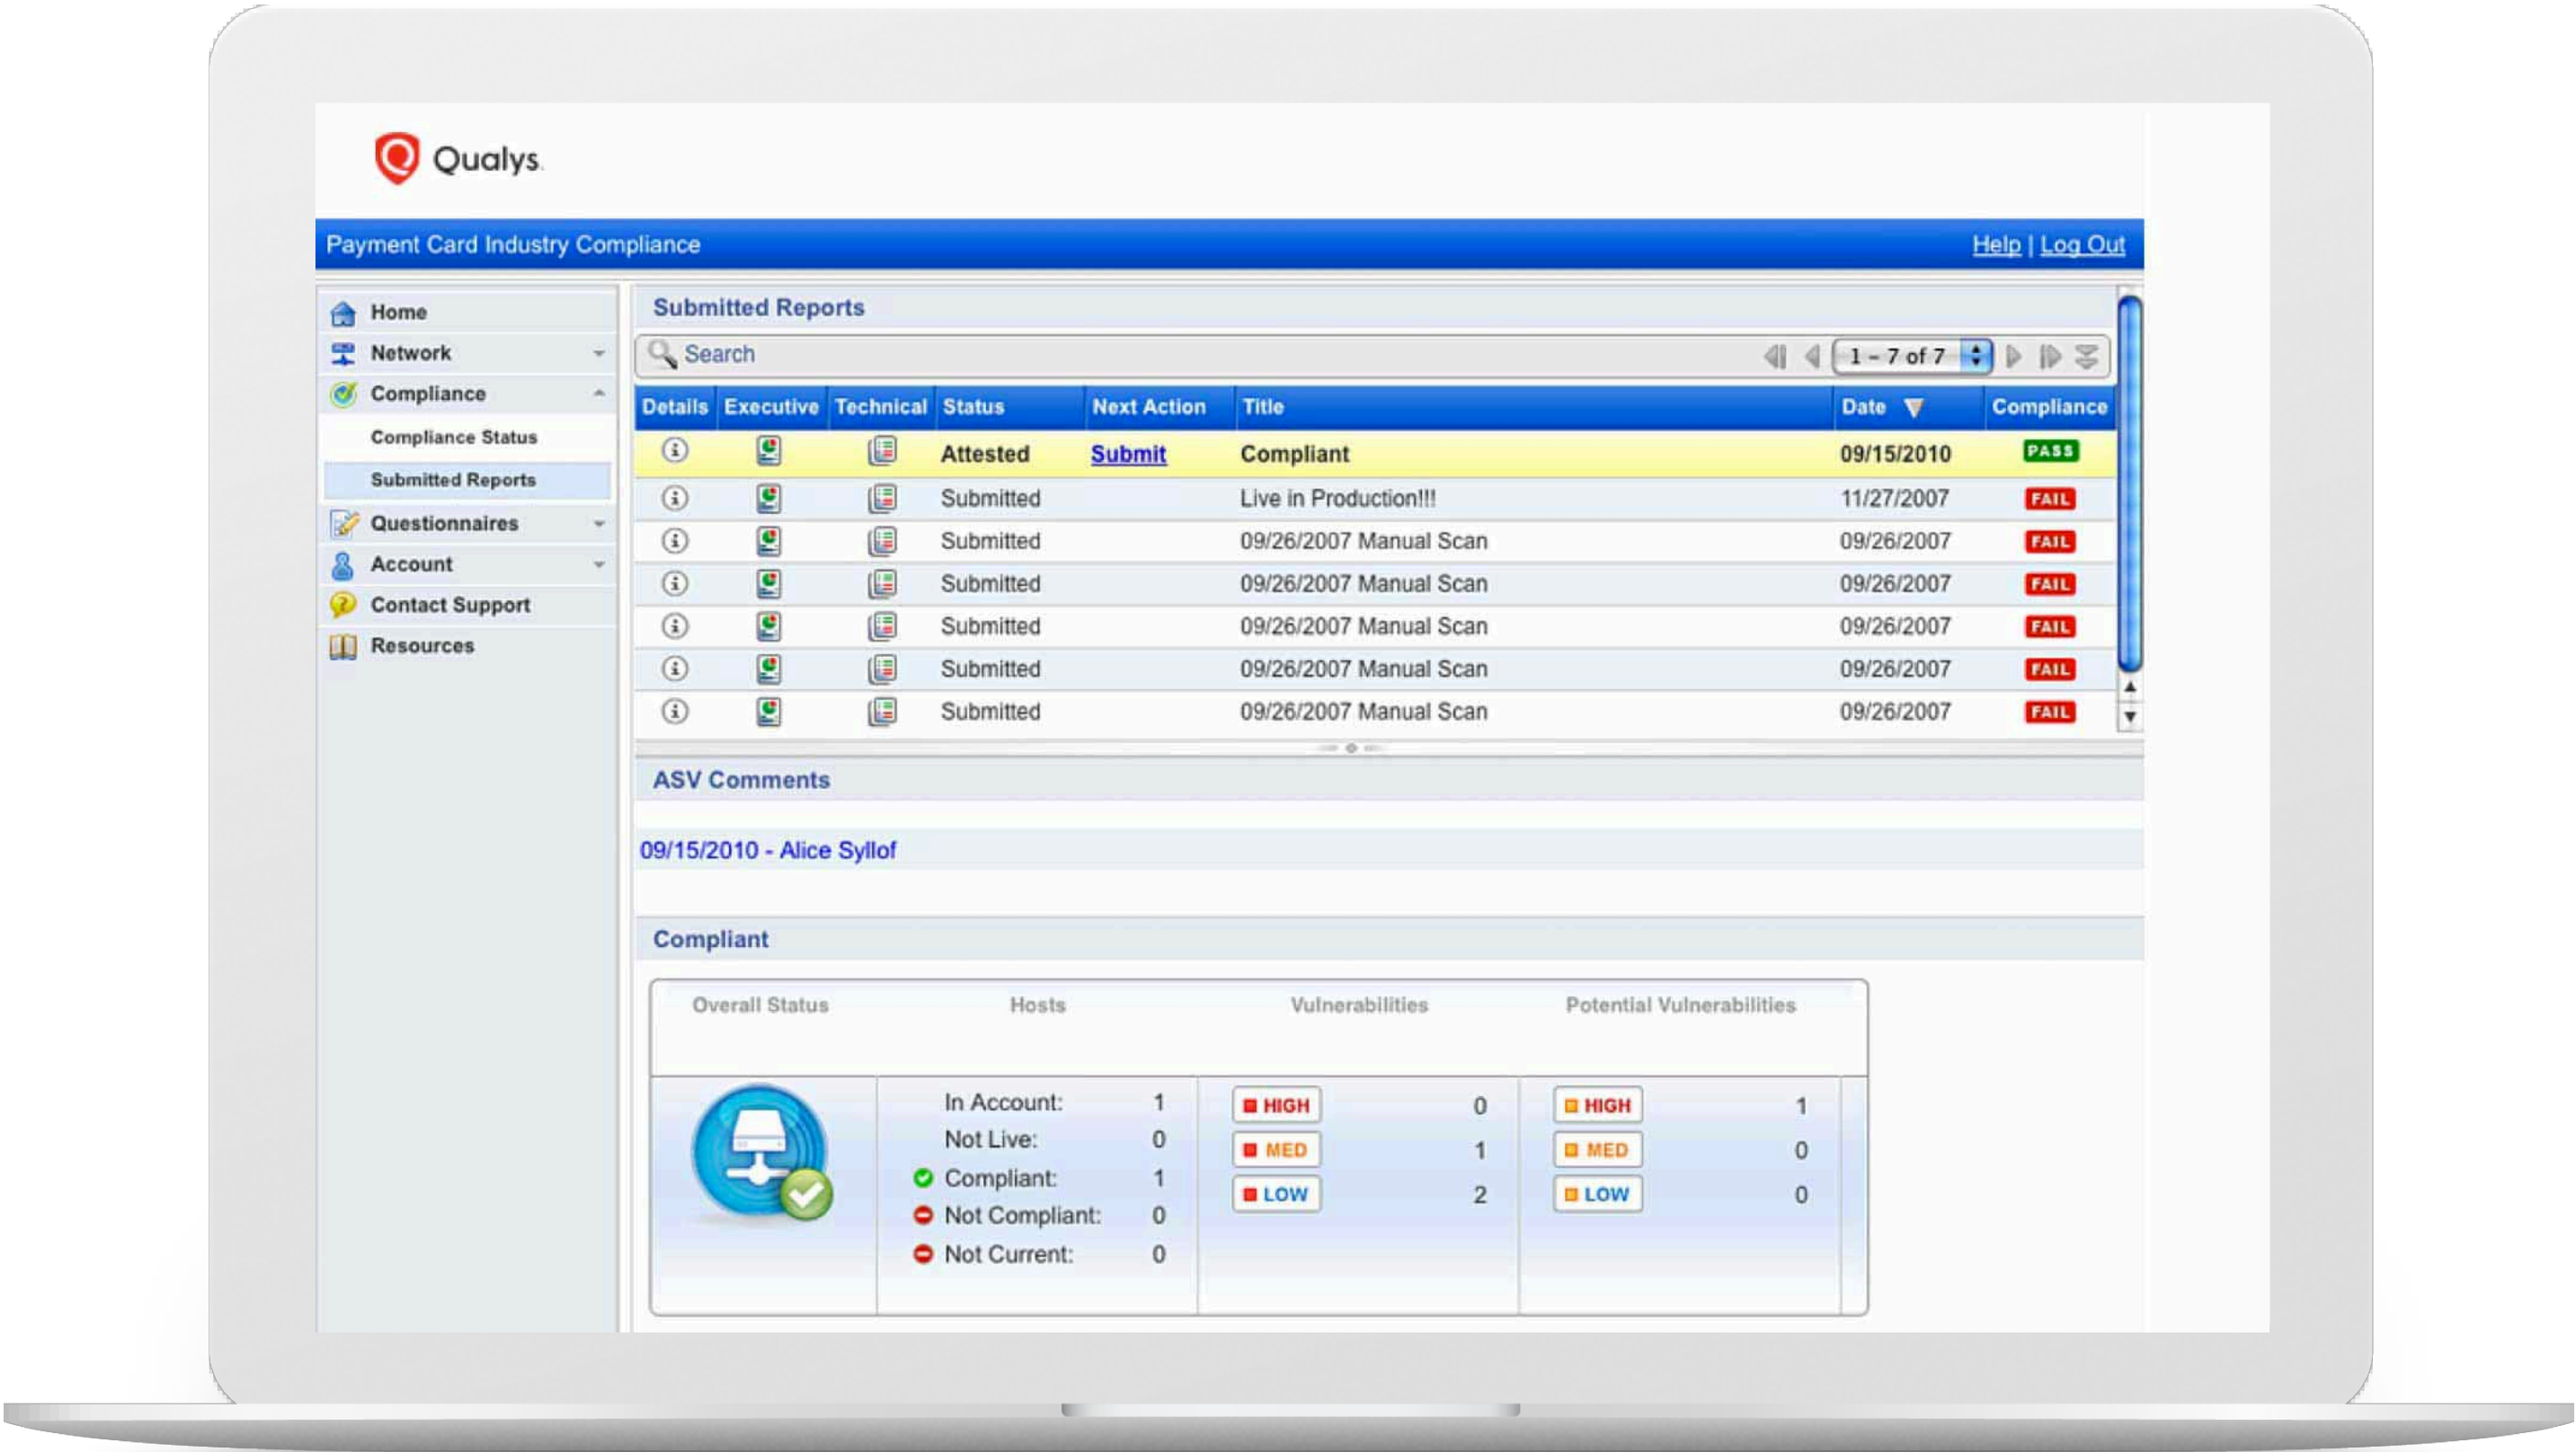 Qualys.
Payment Card Industry Compliance
Help | Log Out
Home
Network
Compliance
Compliance Status
Submitted Reports
Questionnaires
Account
Contact Support
Resources
Submitted Reports
Search
1 – 7 of 7
Details Executive Technical Status Next Action Title Date Compliance
Attested Submit Compliant 09/15/2010 PASS
Submitted Live in Production!!! 11/27/2007 FAIL
Submitted 09/26/2007 Manual Scan 09/26/2007 FAIL
Submitted 09/26/2007 Manual Scan 09/26/2007 FAIL
Submitted 09/26/2007 Manual Scan 09/26/2007 FAIL
Submitted 09/26/2007 Manual Scan 09/26/2007 FAIL
Submitted 09/26/2007 Manual Scan 09/26/2007 FAIL
ASV Comments
09/15/2010 - Alice Syllof
Compliant
Overall Status Hosts Vulnerabilities Potential Vulnerabilities
In Account: 1
Not Live: 0
Compliant: 1
Not Compliant: 0
Not Current: 0
HIGH 0
MED 1
LOW 2
HIGH 1
MED 0
LOW 0